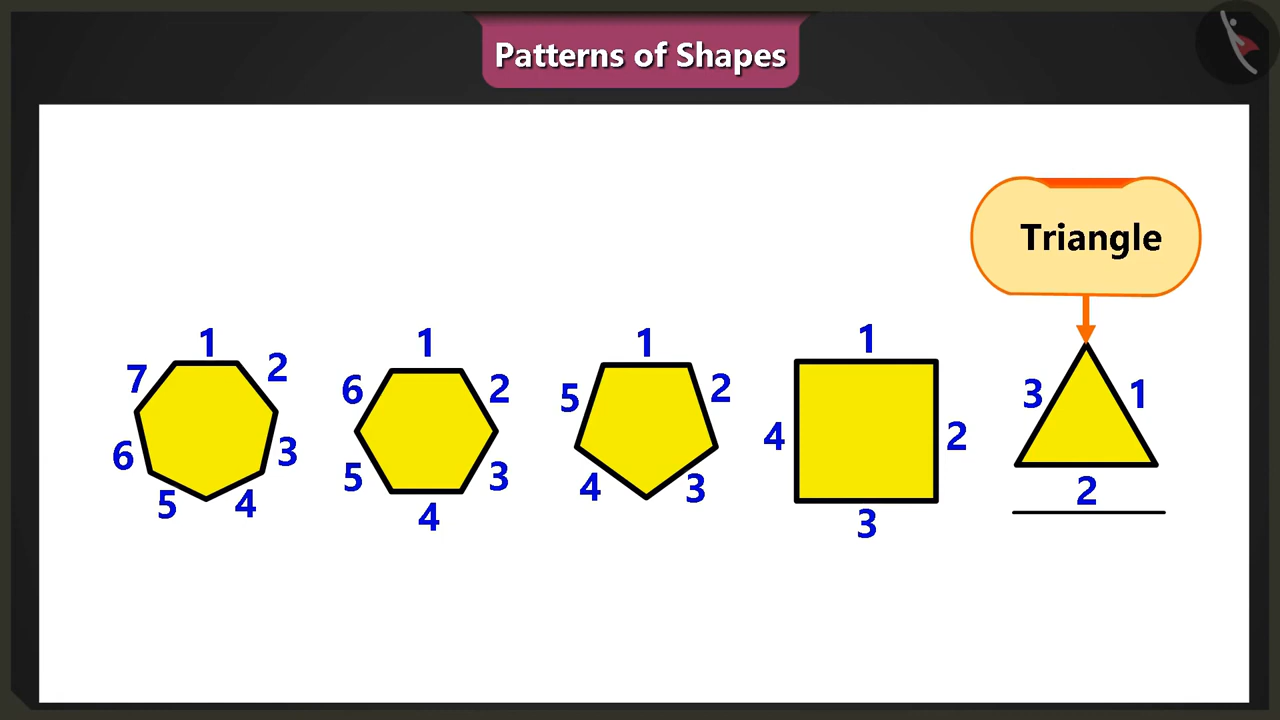 Patterns of Shapes
Triangle
1 2 3 4 5 6 7
1 2 3 4 5 6
1 2 3 4 5
1 2 3 4
1 2 3